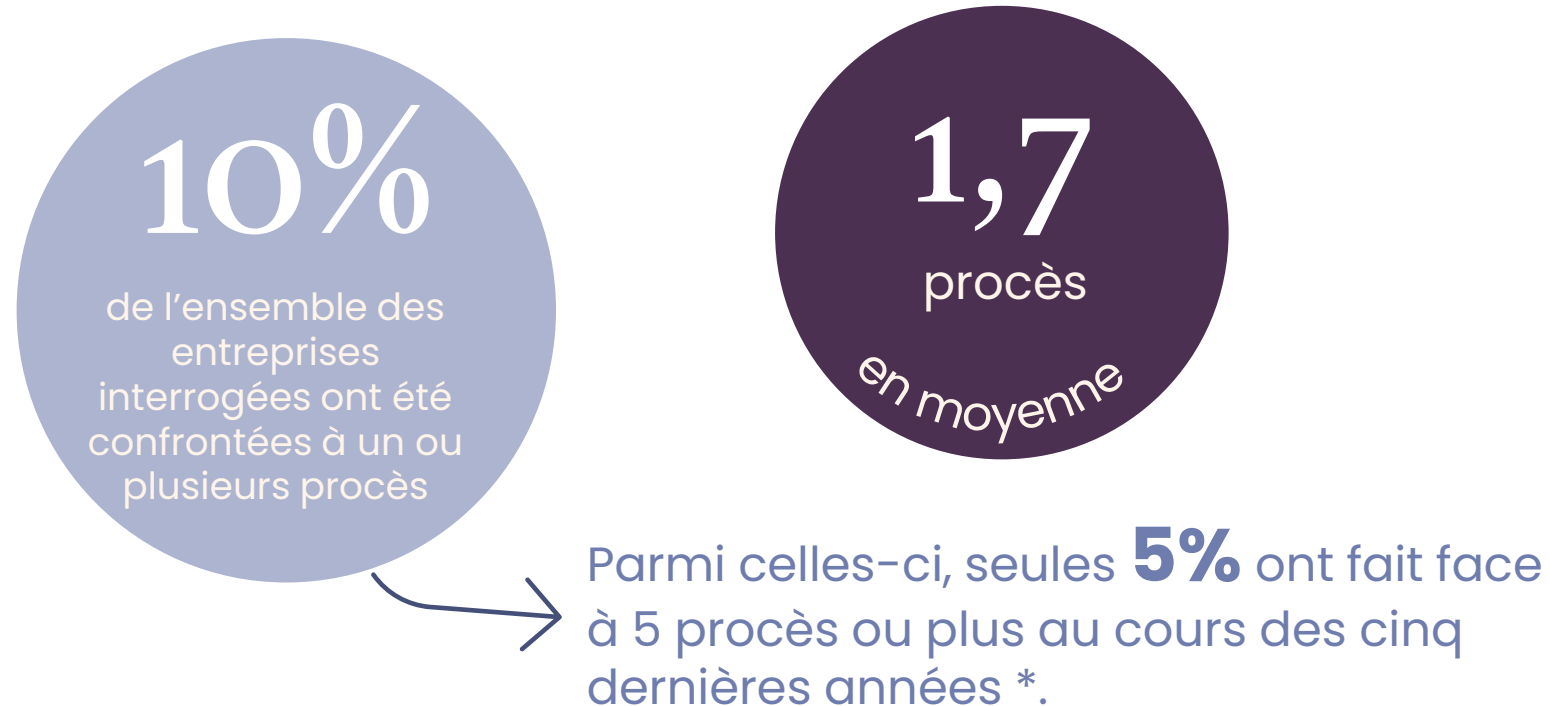 10%
de l’ensemble des
entreprises
interrogées ont été
confrontées à un ou
plusieurs procès
1,7
procès
en moyenne
Parmi celles-ci, seules 5% ont fait face
à 5 procès ou plus au cours des cinq
dernières années *.